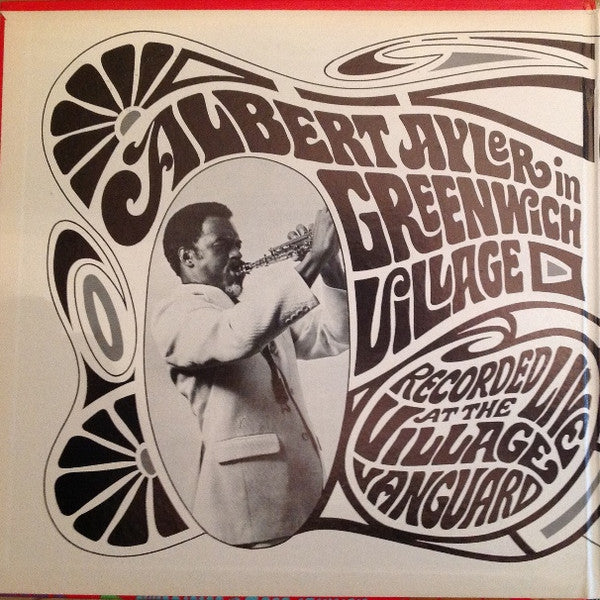 ALBERT AYLER in
GREENWICH
VILLAGE
RECORDED LIVE
AT THE
VILLAGE
VANGUARD